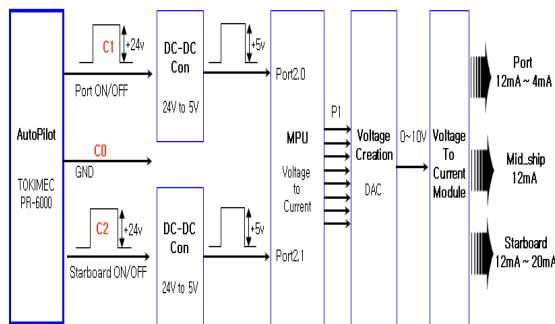 AutoPilot
TOKIMEC
PR-6000
C1
+24v
Port ON/OFF
C0
GND
C2
+24v
Starboard ON/OFF
DC-DC
Con
24V to 5V
DC-DC
Con
24V to 5V
+5v
+5v
Port2.0
MPU
Voltage
to
Current
Port2.1
P1
Voltage
Creation
DAC
0~10V
Voltage
To
Current
Module
Port
12mA ~ 4mA
Mid_ship
12mA
Starboard
12mA ~ 20mA